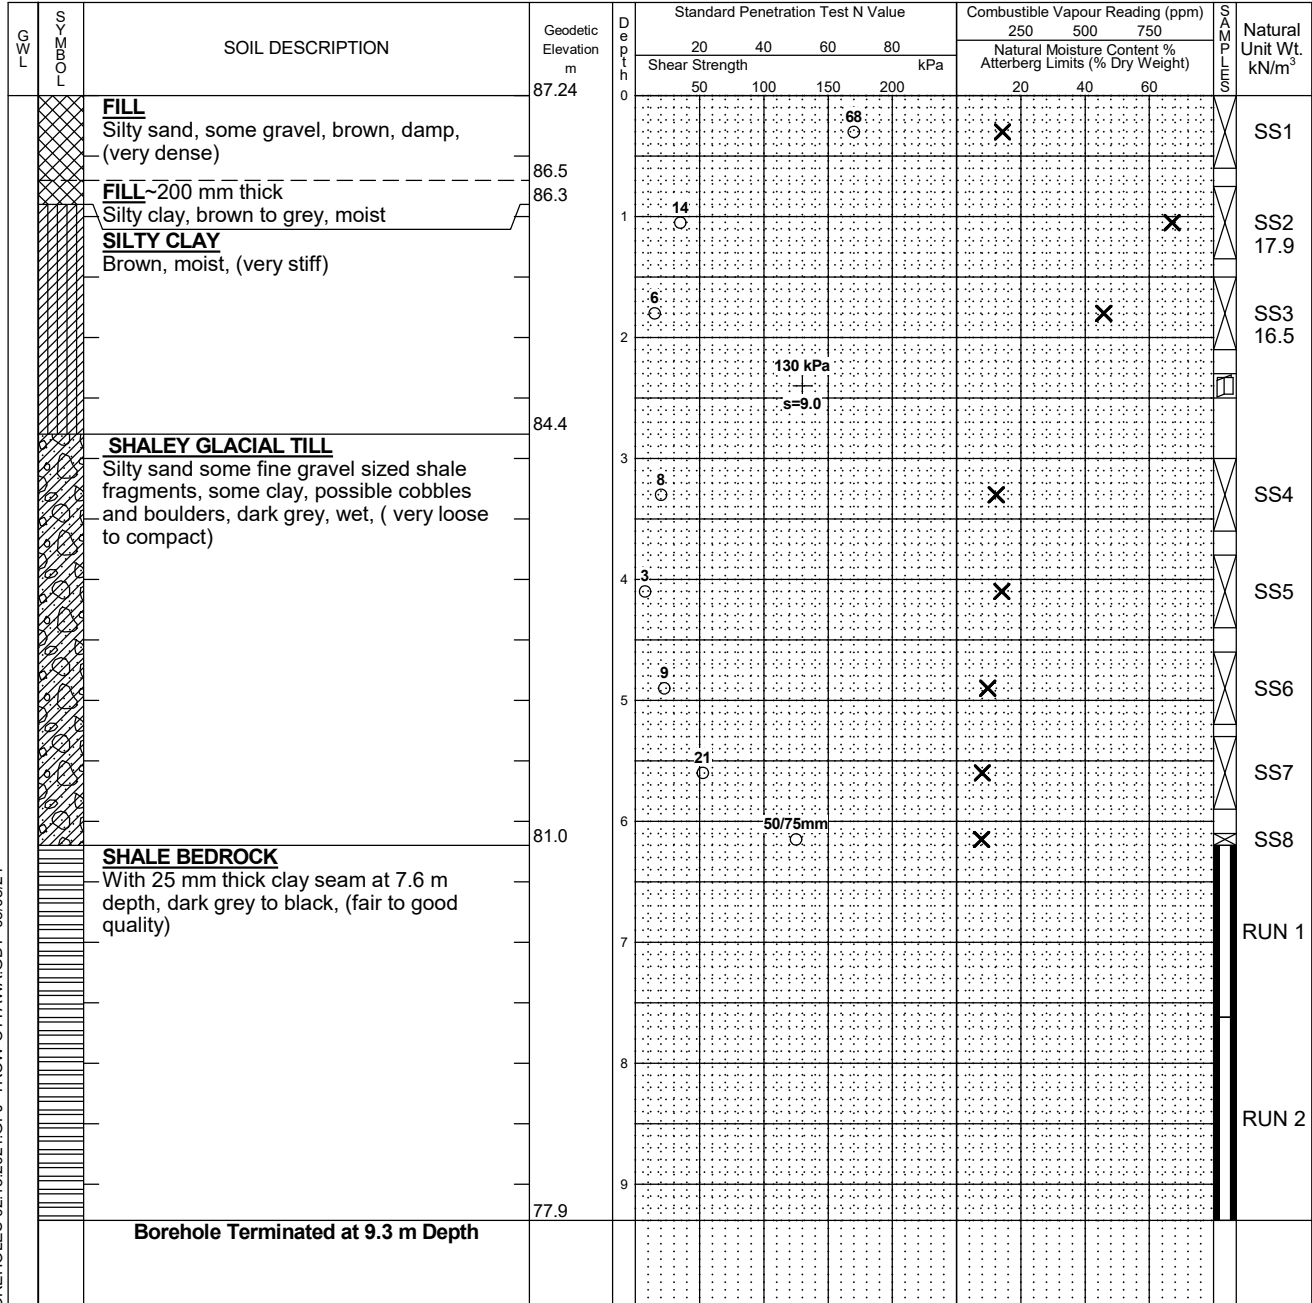 GWL
SYMBOL
SOIL DESCRIPTION
Geodetic
Elevation
m
Depth
Standard Penetration Test N Value
20 40 60 80
Shear Strength kPa
50 100 150 200
Combustible Vapour Reading (ppm)
250 500 750
Natural Moisture Content %
Atterberg Limits (% Dry Weight)
20 40 60
SAMPLES
Natural
Unit Wt.
kN/m³
87.24
0
FILL
Silty sand, some gravel, brown, damp,
(very dense)
68
SS1
86.5
FILL~200 mm thick
86.3
Silty clay, brown to grey, moist
14
1
SS2
17.9
SILTY CLAY
Brown, moist, (very stiff)
6
SS3
16.5
2
130 kPa
s=9.0
84.4
SHALEY GLACIAL TILL
Silty sand some fine gravel sized shale
fragments, some clay, possible cobbles
and boulders, dark grey, wet, ( very loose
to compact)
3
8
SS4
3
4
SS5
9
SS6
5
21
SS7
6
50/75mm
81.0
SS8
SHALE BEDROCK
With 25 mm thick clay seam at 7.6 m
depth, dark grey to black, (fair to good
quality)
RUN 1
7
8
RUN 2
9
77.9
Borehole Terminated at 9.3 m Depth